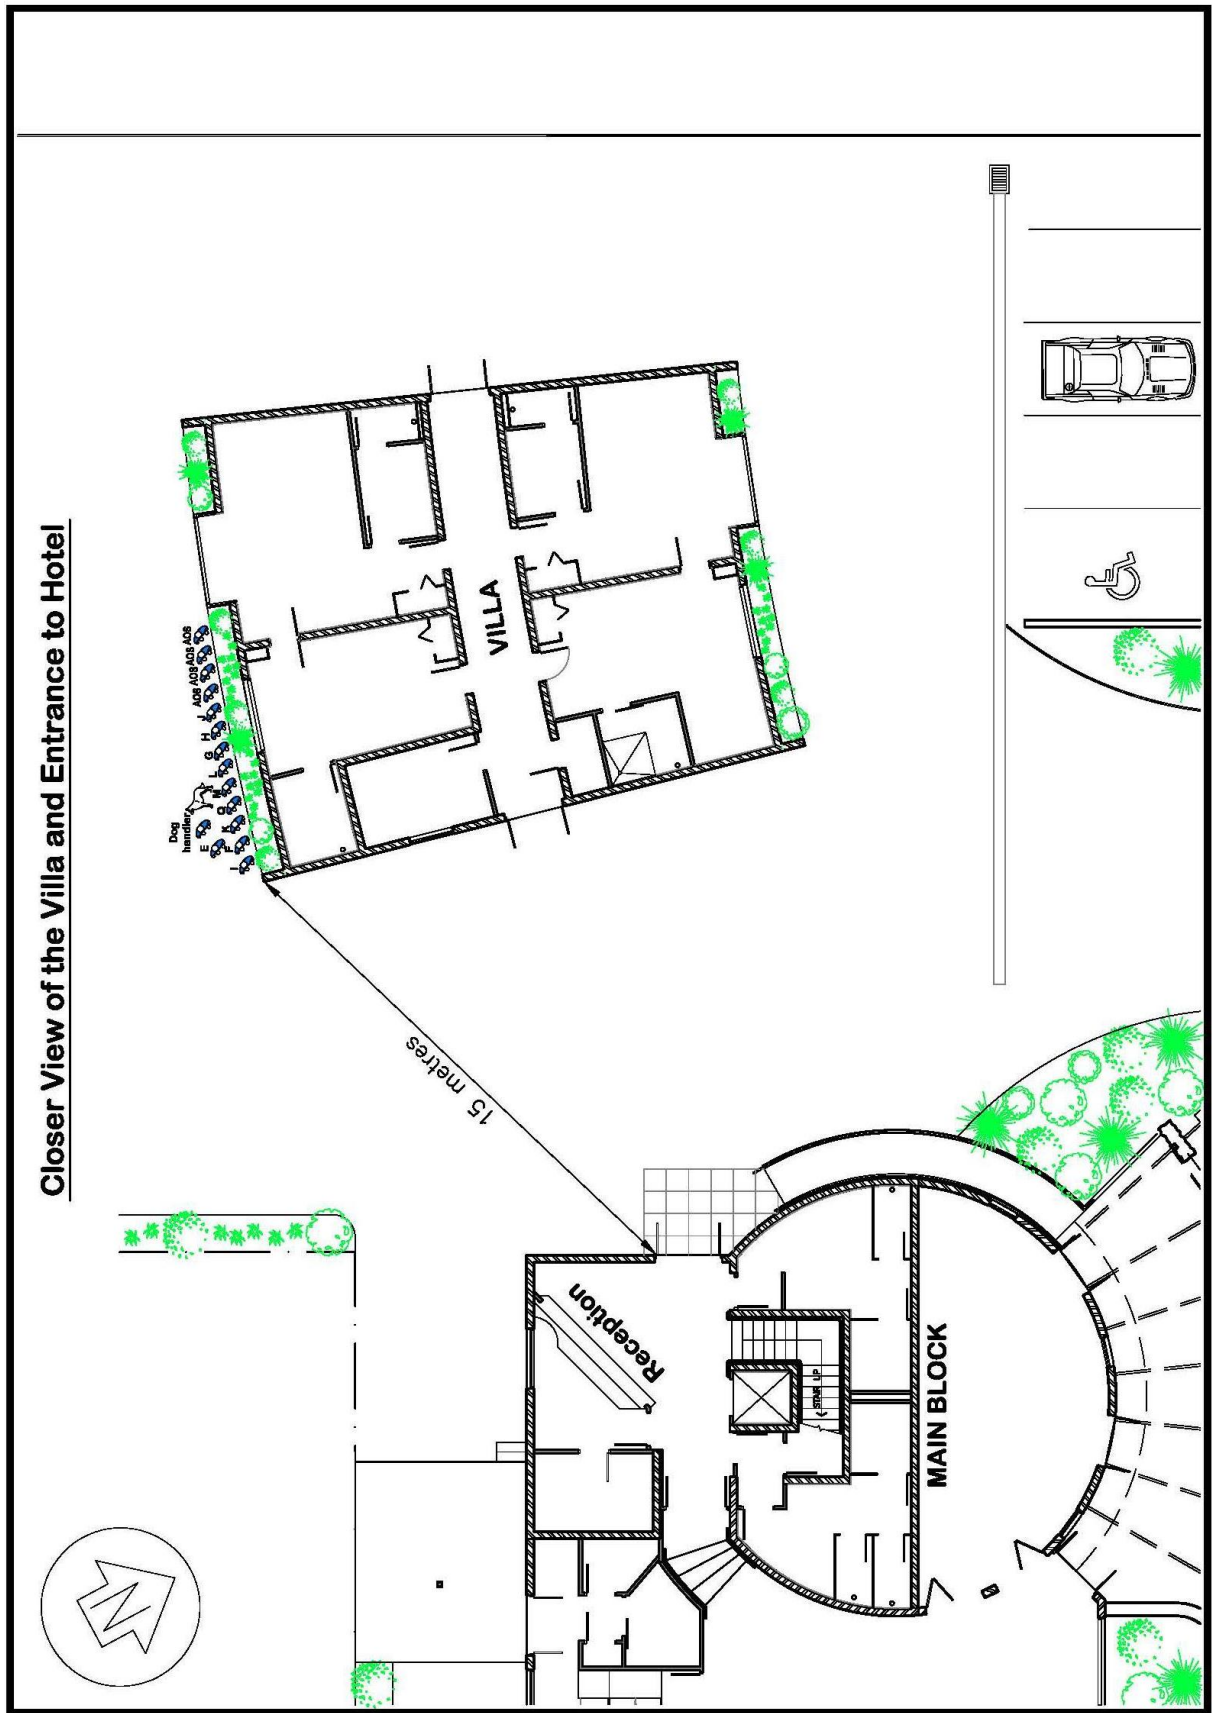 Closer View of the Villa and Entrance to Hotel
AOS
AOS
AOS
AOS
J
H
G
L
M
Q
K
F
I
E
Dog
handler
VILLA
15 metres
Reception
STAIR UP
MAIN BLOCK
N